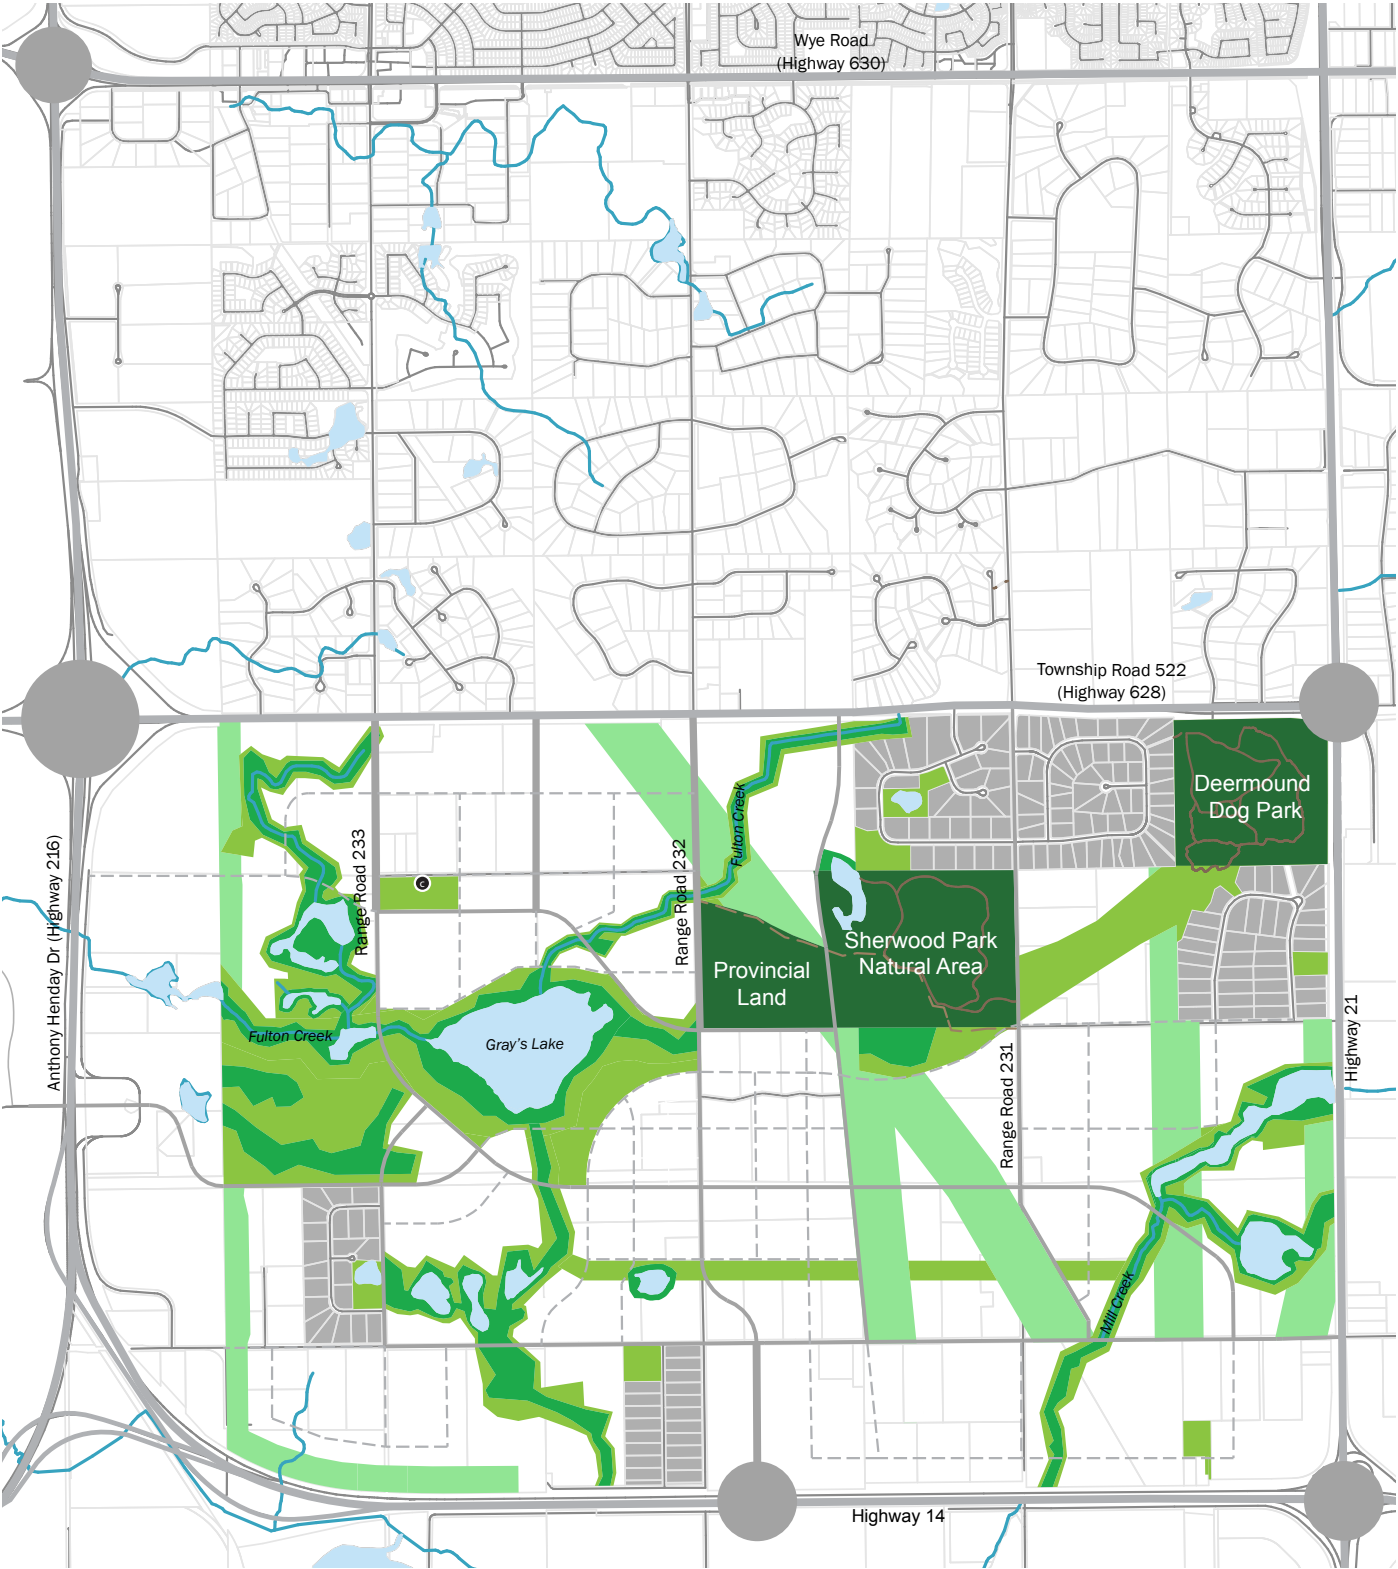 Wye Road
(Highway 630)
Township Road 522
(Highway 628)
Deermound
Dog Park
Fulton Creek
Range Road 233
Range Road 232
Anthony Henday Dr (Highway 216)
C
Sherwood Park
Natural Area
Provincial
Land
Fulton Creek
Gray's Lake
Highway 21
Range Road 231
Mill Creek
Highway 14